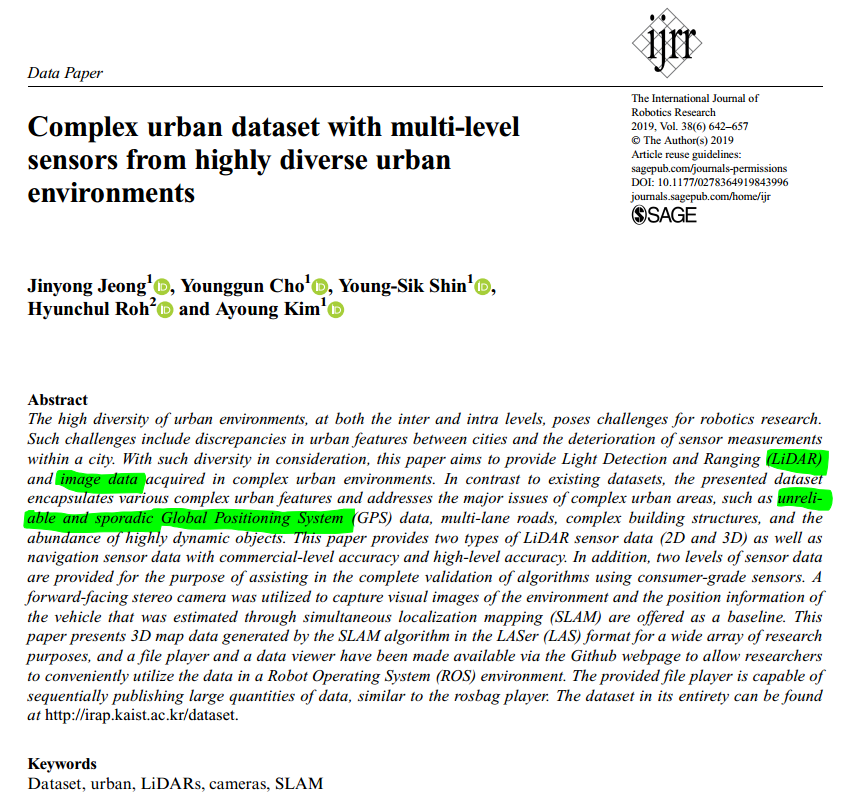 ijrr
Data Paper
The International Journal of
Robotics Research
2019, Vol. 38(6) 642–657
© The Author(s) 2019
Article reuse guidelines:
sagepub.com/journals-permissions
DOI: 10.1177/0278364919843996
journals.sagepub.com/home/ijr
SAGE
Complex urban dataset with multi-level
sensors from highly diverse urban
environments
Jinyong Jeong1 iD, Younggun Cho1 iD, Young-Sik Shin1 iD,
Hyunchul Roh2 iD and Ayoung Kim1 iD
Abstract
The high diversity of urban environments, at both the inter and intra levels, poses challenges for robotics research.
Such challenges include discrepancies in urban features between cities and the deterioration of sensor measurements
within a city. With such diversity in consideration, this paper aims to provide Light Detection and Ranging (LiDAR)
and image data acquired in complex urban environments. In contrast to existing datasets, the presented dataset
encapsulates various complex urban features and addresses the major issues of complex urban areas, such as unreli-
able and sporadic Global Positioning System (GPS) data, multi-lane roads, complex building structures, and the
abundance of highly dynamic objects. This paper provides two types of LiDAR sensor data (2D and 3D) as well as
navigation sensor data with commercial-level accuracy and high-level accuracy. In addition, two levels of sensor data
are provided for the purpose of assisting in the complete validation of algorithms using consumer-grade sensors. A
forward-facing stereo camera was utilized to capture visual images of the environment and the position information of
the vehicle that was estimated through simultaneous localization mapping (SLAM) are offered as a baseline. This
paper presents 3D map data generated by the SLAM algorithm in the LASer (LAS) format for a wide array of research
purposes, and a file player and a data viewer have been made available via the Github webpage to allow researchers
to conveniently utilize the data in a Robot Operating System (ROS) environment. The provided file player is capable of
sequentially publishing large quantities of data, similar to the rosbag player. The dataset in its entirety can be found
at http://irap.kaist.ac.kr/dataset.
Keywords
Dataset, urban, LiDARs, cameras, SLAM